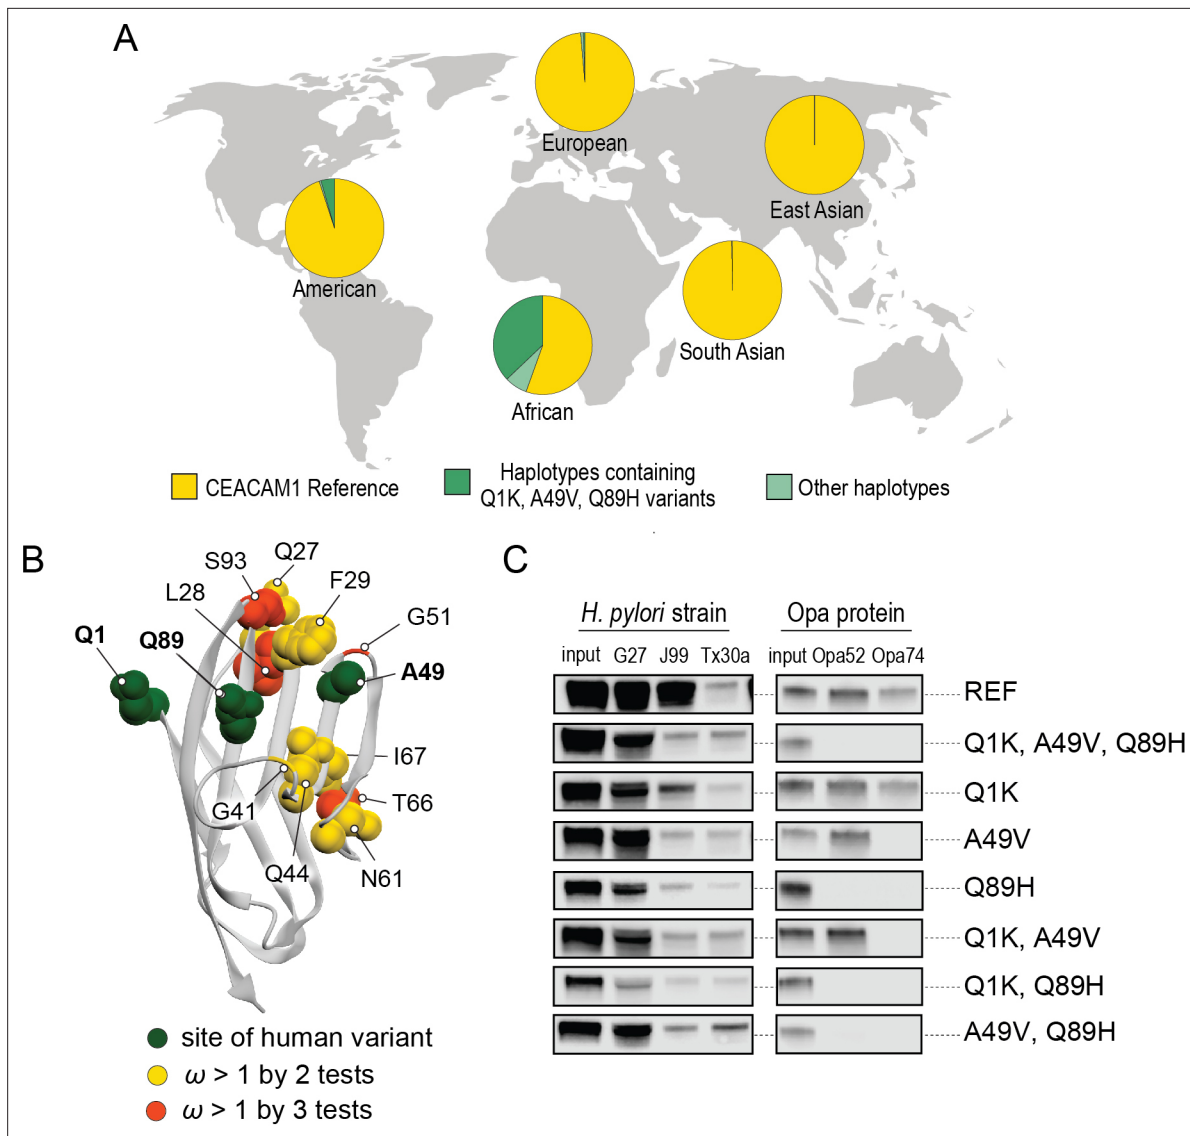 A
European
East Asian
American
South Asian
African
CEACAM1 Reference
Haplotypes containing
Q1K, A49V, Q89H variants
Other haplotypes
B
S93
Q27
L28
F29
G51
Q1
Q89
A49
I67
G41
T66
Q44
N61
site of human variant
ω > 1 by 2 tests
ω > 1 by 3 tests
C
H. pylori strain
Opa protein
input G27 J99 Tx30a
input Opa52 Opa74
REF
Q1K, A49V, Q89H
Q1K
A49V
Q89H
Q1K, A49V
Q1K, Q89H
A49V, Q89H